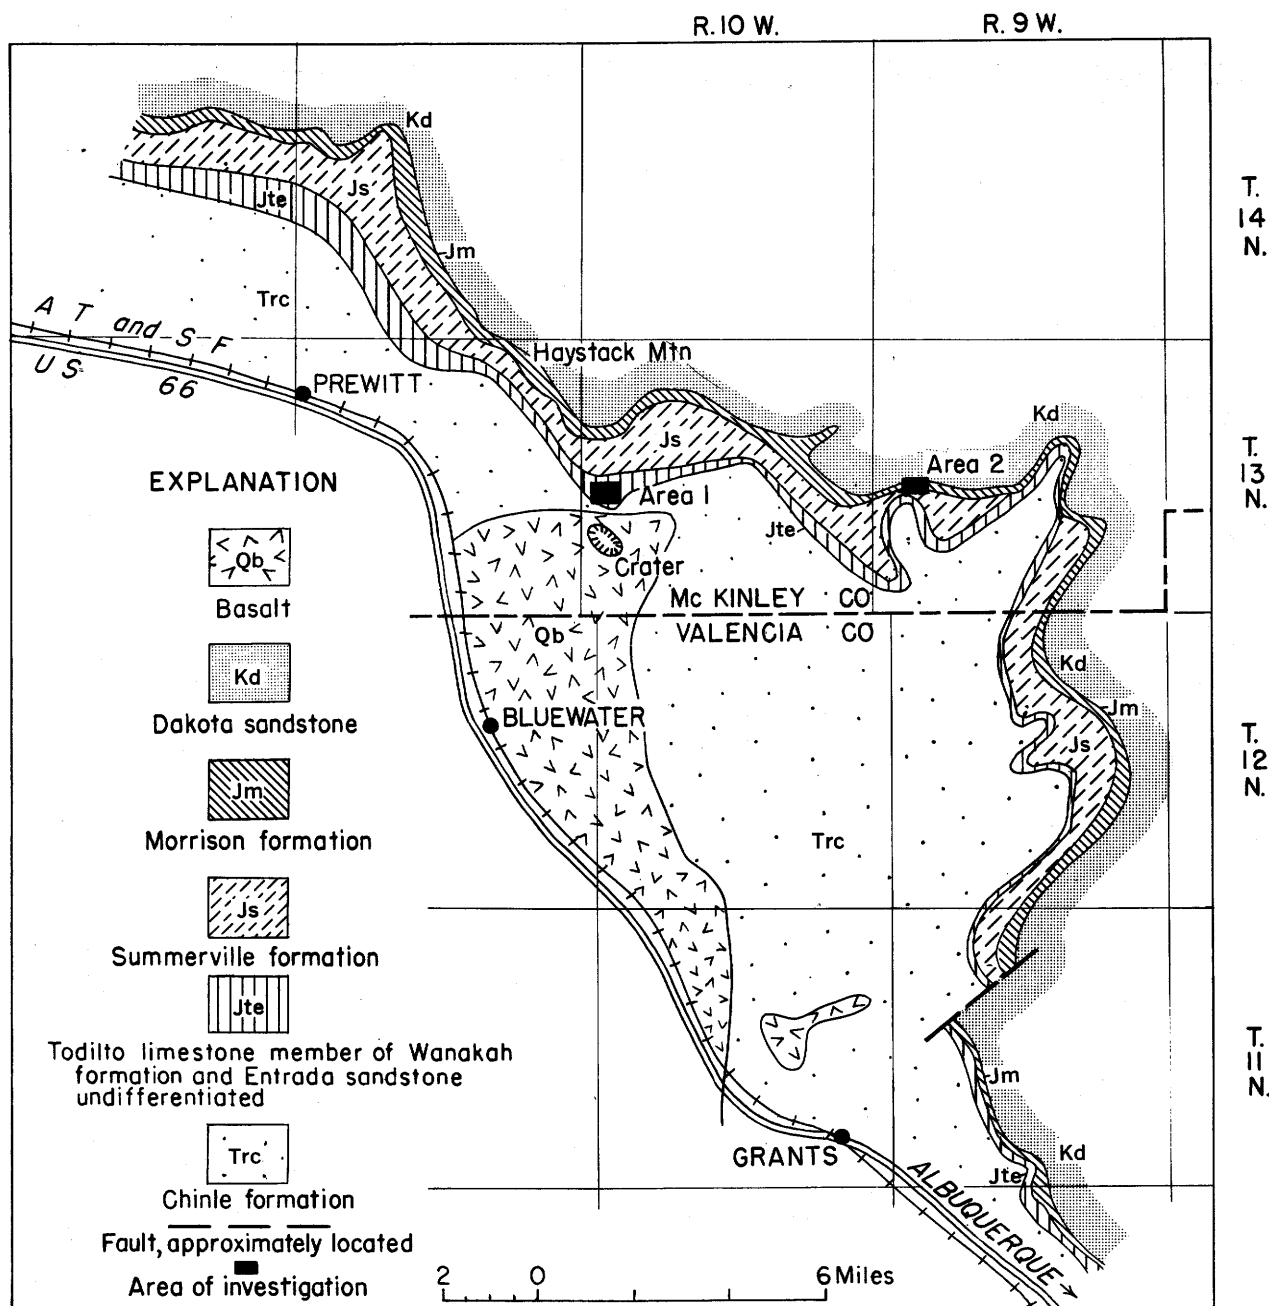 R. 10 W.
R. 9 W.
Kd
T.
14
N.
Js
Jte
Jm
Trc
A T and S F
US 66
Haystack Mtn
PREWITT
Kd
Js
Area 2
T.
13
N.
Area 1
Jte
Crater
EXPLANATION
Qb
Basalt
Mc KINLEY CO
VALENCIA CO
Qb
Kd
Kd
Dakota sandstone
Jm
BLUEWATER
Js
T.
12
N.
Jm
Morrison formation
Trc
Js
Summerville formation
Jte
Todilto limestone member of Wanakah
formation and Entrada sandstone
undifferentiated
T.
11
N.
Jm
Trc
Chinle formation
GRANTS
Kd
Jte
ALBUQUERQUE
Fault, approximately located
Area of investigation
2 0 6 Miles